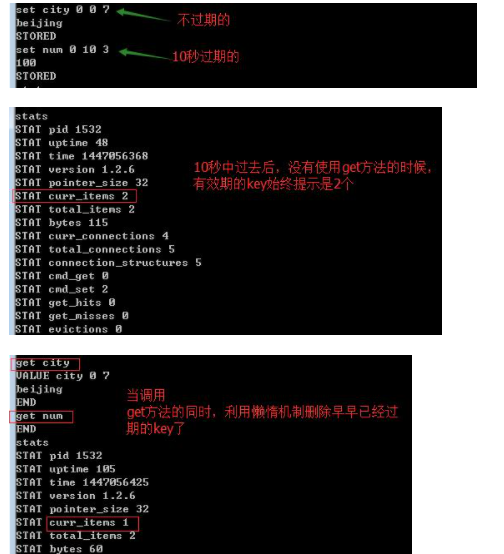 set city 0 0 7
不过期的
beijing
STORED
set num 0 10 3
10秒过期的
100
STORED
stats
STAT pid 1532
STAT uptime 48
STAT time 1447056368
STAT version 1.2.6
STAT pointer_size 32
10秒中过去后，没有使用get方法的时候，
有效期的key始终提示是2个
STAT curr_items 2
STAT total_items 2
STAT bytes 115
STAT curr_connections 4
STAT total_connections 5
STAT connection_structures 5
STAT cmd_get 0
STAT cmd_set 2
STAT get_hits 0
STAT get_misses 0
STAT evictions 0
get city
VALUE city 0 7
beijing
END
get num
END
当调用
get方法的同时，利用懒惰机制删除早早已经过
期的key了
stats
STAT pid 1532
STAT uptime 105
STAT time 1447056425
STAT version 1.2.6
STAT pointer_size 32
STAT curr_items 1
STAT total_items 2
STAT bytes 60